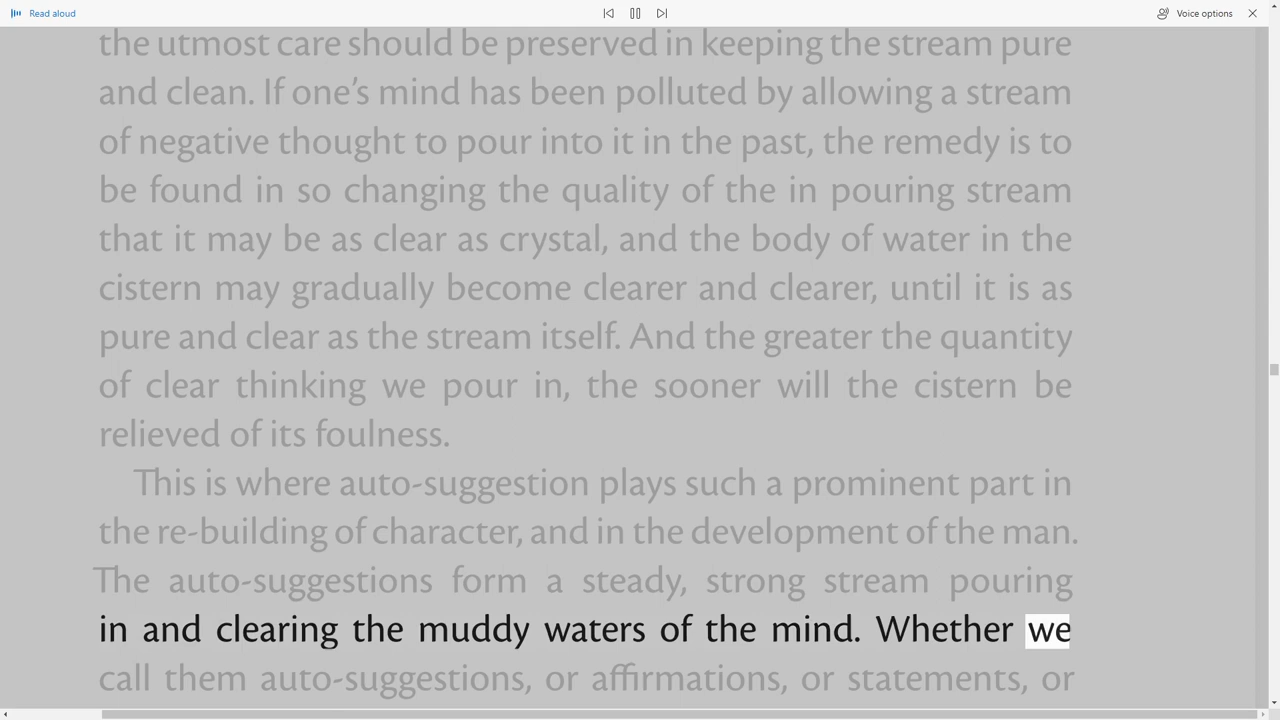 Read aloud
Voice options
the utmost care should be preserved in keeping the stream pure
and clean. If one’s mind has been polluted by allowing a stream
of negative thought to pour into it in the past, the remedy is to
be found in so changing the quality of the in pouring stream
that it may be as clear as crystal, and the body of water in the
cistern may gradually become clearer and clearer, until it is as
pure and clear as the stream itself. And the greater the quantity
of clear thinking we pour in, the sooner will the cistern be
relieved of its foulness.
This is where auto-suggestion plays such a prominent part in
the re-building of character, and in the development of the man.
The auto-suggestions form a steady, strong stream pouring
in and clearing the muddy waters of the mind. Whether we
call them auto-suggestions, or affirmations, or statements, or